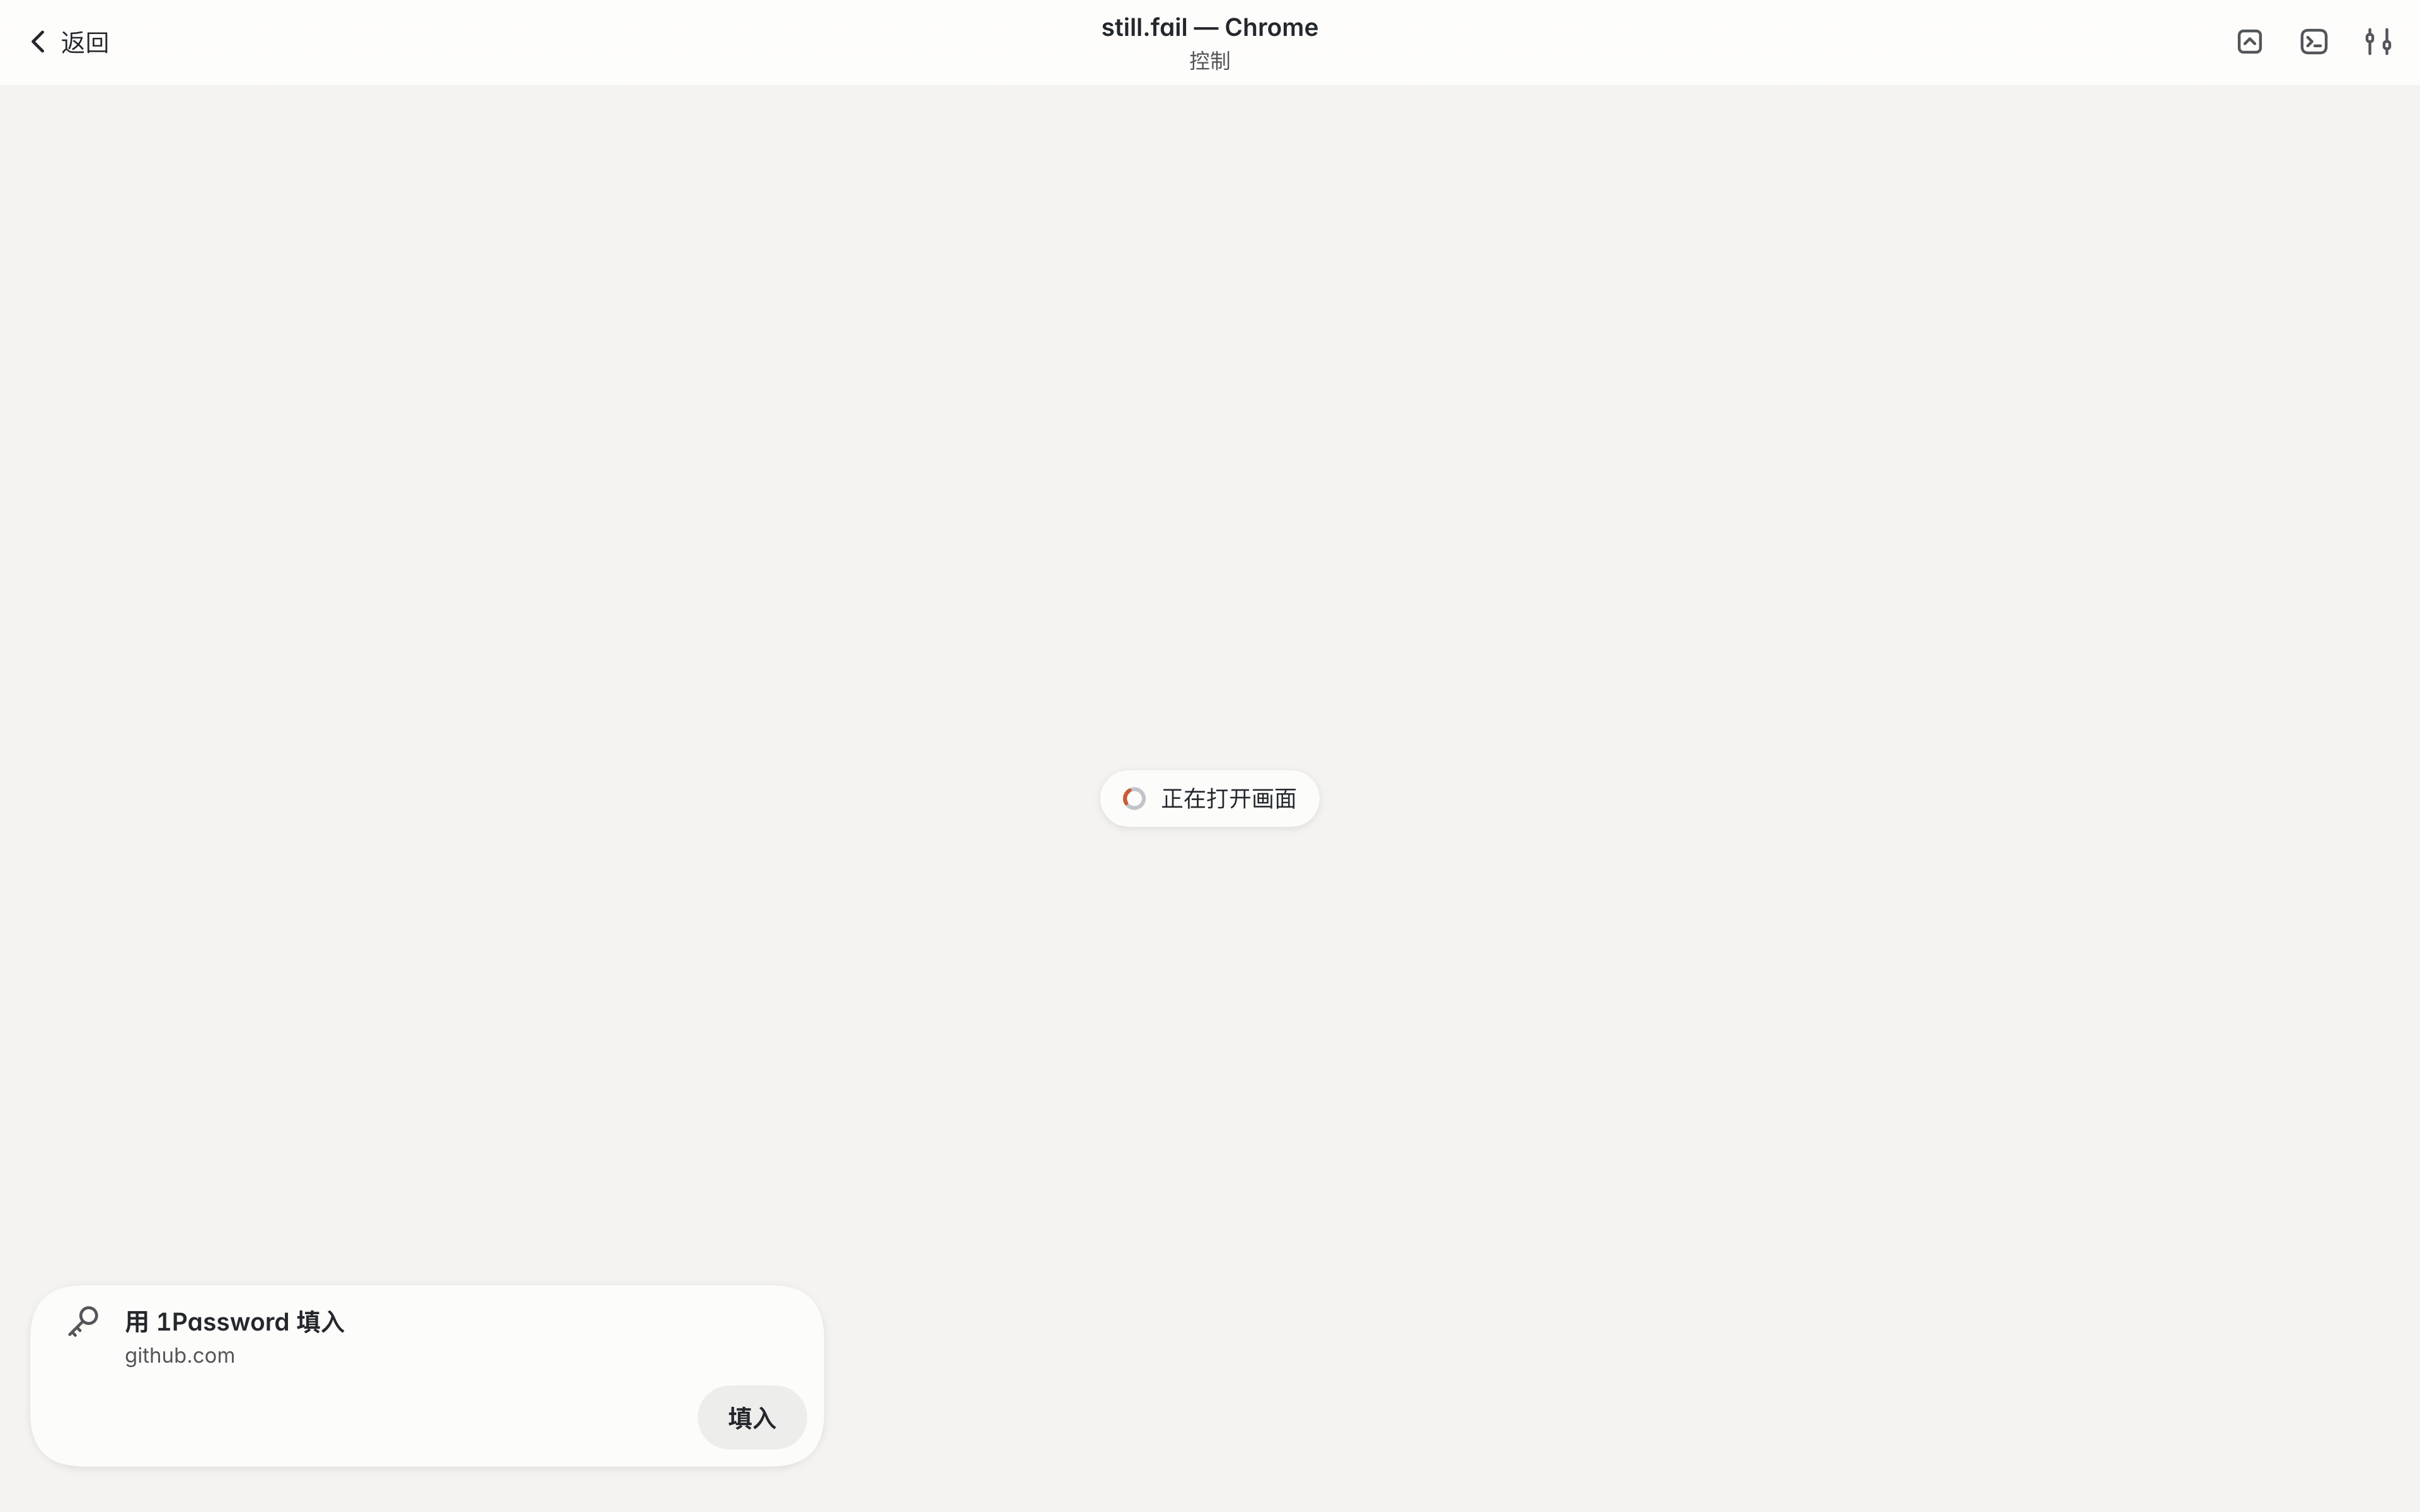 返回
still.fail — Chrome
控制
正在打开画面
用 1Password 填入
github.com
填入